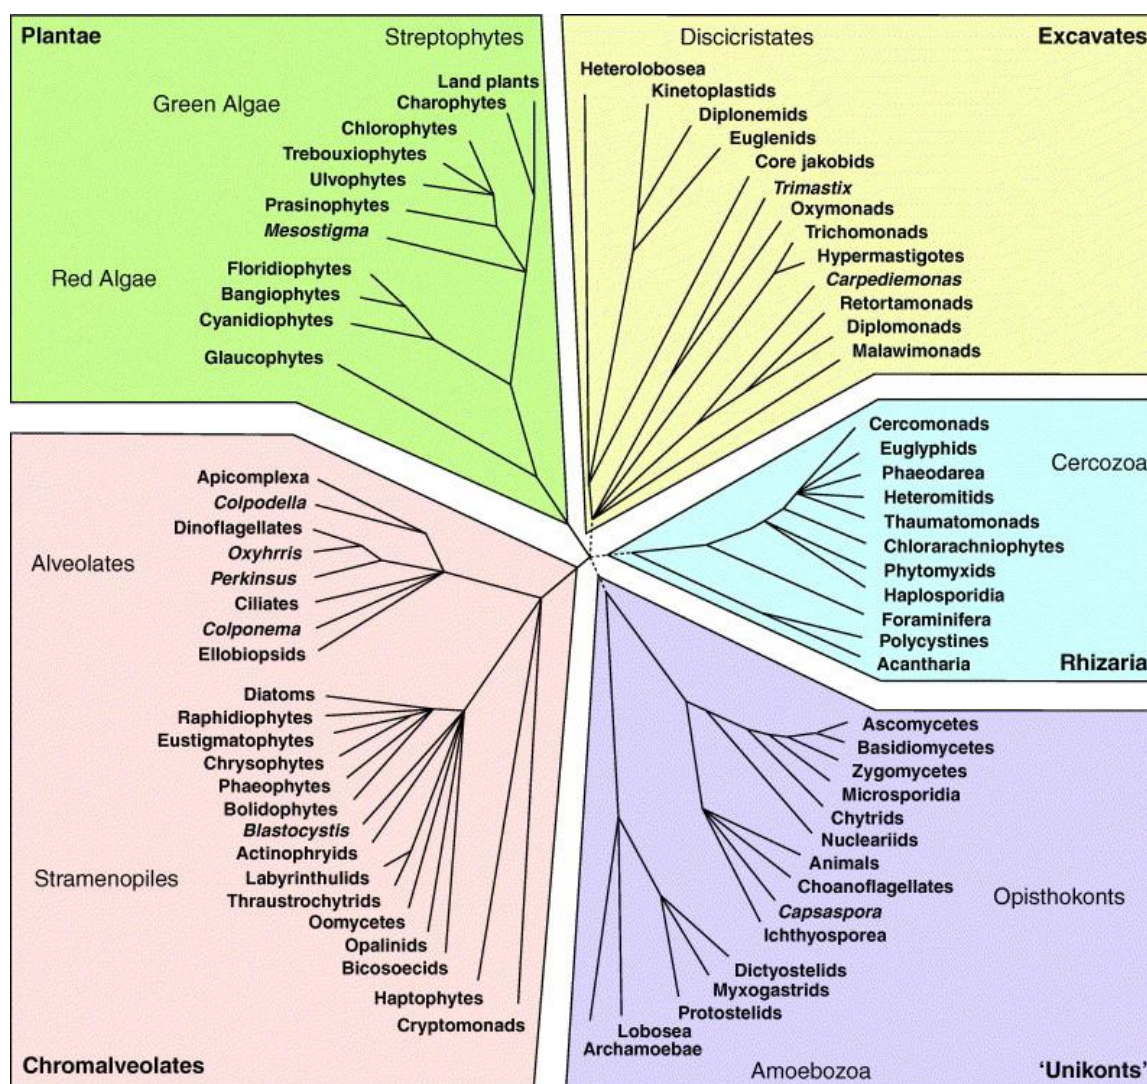 Plantae
Streptophytes
Land plants
Charophytes
Green Algae
Chlorophytes
Trebouxiophytes
Ulvophytes
Prasinophytes
Mesostigma
Red Algae
Floridiophytes
Bangiophytes
Cyanidiophytes
Glaucophytes
Discicristates
Excavates
Heterolobosea
Kinetoplastids
Diplonemids
Euglenids
Core jakobids
Trimastix
Oxymonads
Trichomonads
Hypermastigotes
Carpediemonas
Retortamonads
Diplomonads
Malawimonads
Cercomonads
Euglyphids
Cercozoa
Phaeodarea
Heteromitids
Thaumatomonads
Chlorarachniophytes
Phytomyxids
Haplosporidia
Foraminifera
Polycystines
Acantharia
Rhizaria
Apicomplexa
Colpodella
Dinoflagellates
Oxyhrris
Alveolates
Perkinsus
Ciliates
Colponema
Ellobiopsids
Diatoms
Raphidiophytes
Eustigmatophytes
Chrysophytes
Phaeophytes
Bolidophytes
Blastocystis
Actinophryids
Stramenopiles
Labyrinthulids
Thraustrochytrids
Oomycetes
Opalinids
Bicosoecids
Haptophytes
Cryptomonads
Chromalveolates
Ascomycetes
Basidiomycetes
Zygomycetes
Microsporidia
Chytrids
Nucleariids
Animals
Choanoflagellates
Opisthokonts
Capsaspora
Ichthyosporea
Dictyostelids
Myxogastrids
Protostelids
Lobosea
Archamoebae
Amoebozoa
'Unikonts'